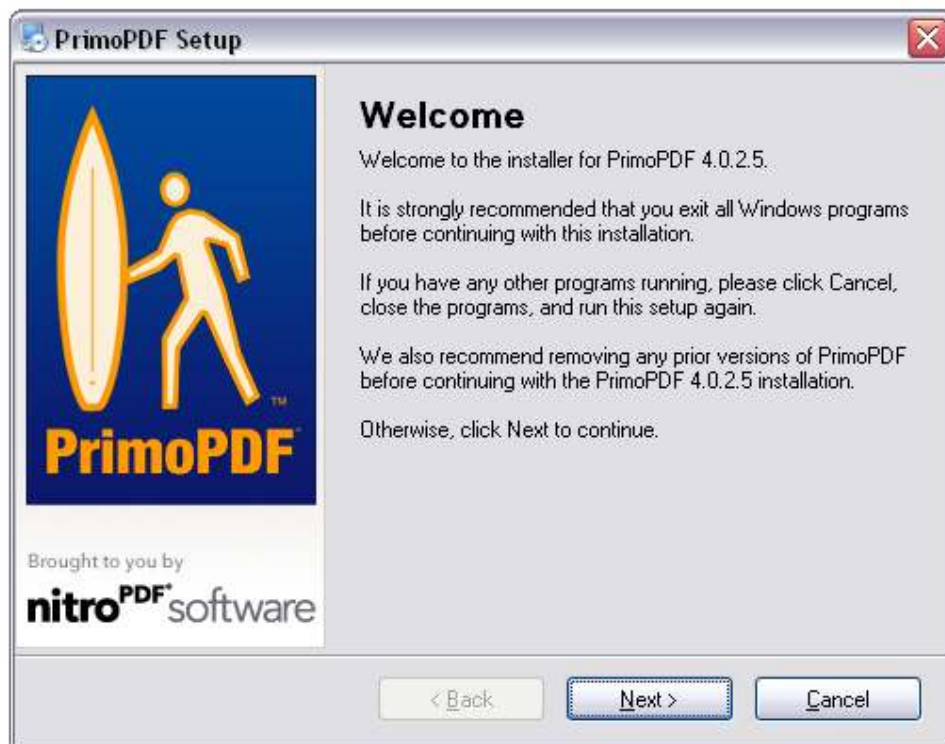 PrimoPDF Setup
Welcome
Welcome to the installer for PrimoPDF 4.0.2.5.
It is strongly recommended that you exit all Windows programs
before continuing with this installation.
If you have any other programs running, please click Cancel,
close the programs, and run this setup again.
We also recommend removing any prior versions of PrimoPDF
before continuing with the PrimoPDF 4.0.2.5 installation.
Otherwise, click Next to continue.
TM
PrimoPDF
Brought to you by
nitroPDF® software
< Back
Next >
Cancel